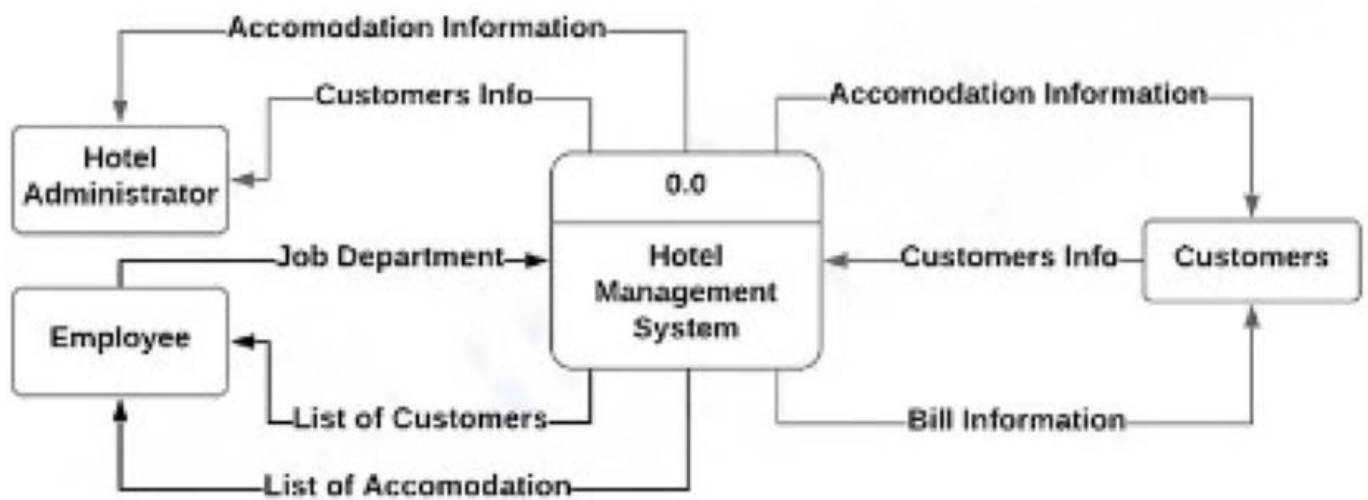 Accomodation Information
Customers Info
Accomodation Information
Hotel
Administrator
0.0
Job Department
Hotel
Management
System
Customers Info
Customers
Employee
List of Customers
Bill Information
List of Accomodation